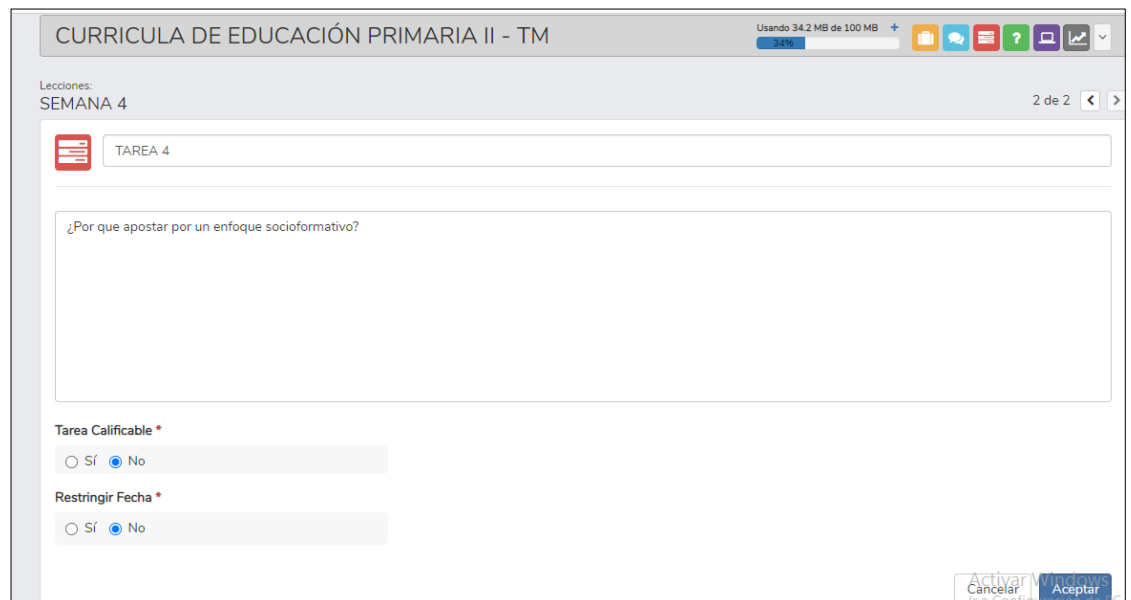 CURRICULA DE EDUCACIÓN PRIMARIA II - TM
Usando 34.2 MB de 100 MB +
34%
Lecciones:
SEMANA 4
2 de 2
TAREA 4
¿Por que apostar por un enfoque socioformativo?
Tarea Calificable *
Sí No
Restringir Fecha *
Sí No
Activar Windows
Cancelar Aceptar